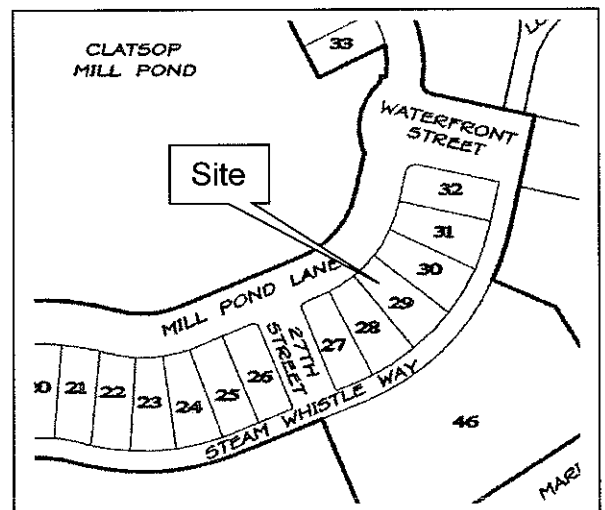 33
CLATSOP
MILL POND
WATERFRONT
STREET
Site
32
31
30
29
28
27
MILL POND LANE
27TH
STREET
26
25
24
23
22
21
STEAM WHISTLE WAY
46